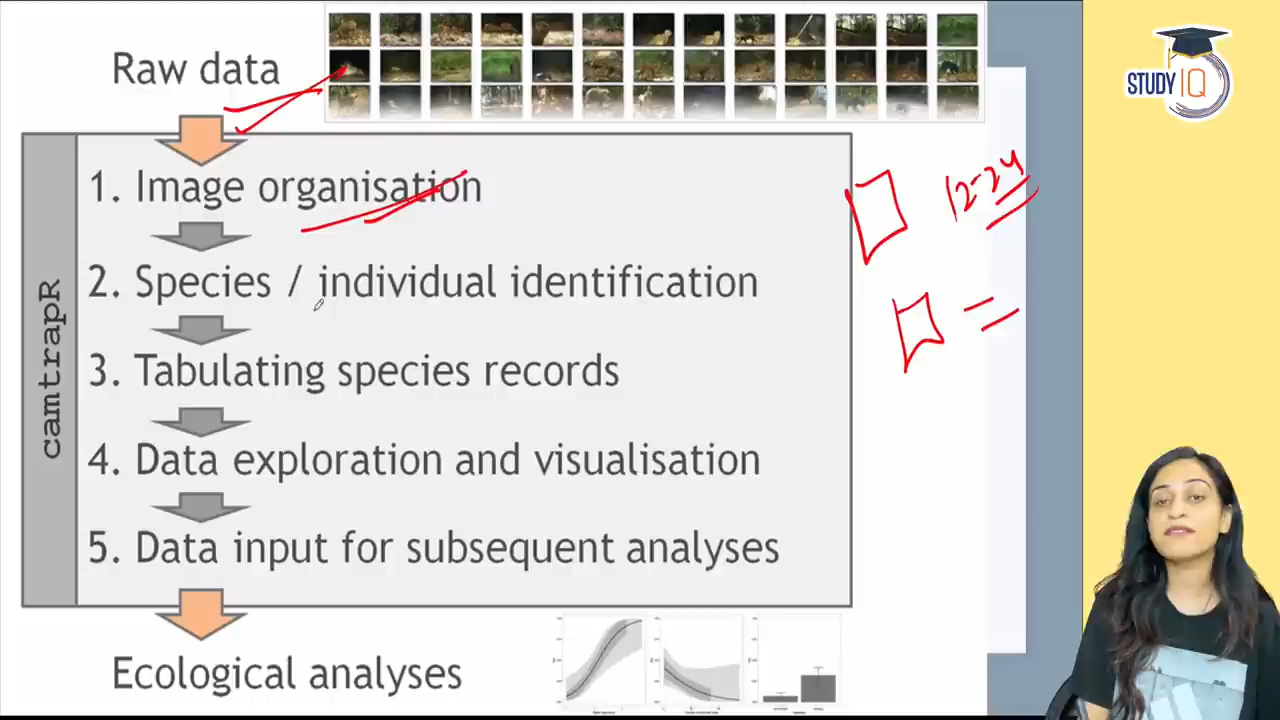 Raw data
STUDY IQ
1. Image organisation
12-24
2. Species / individual identification
3. Tabulating species records
camtrapR
4. Data exploration and visualisation
5. Data input for subsequent analyses
Ecological analyses